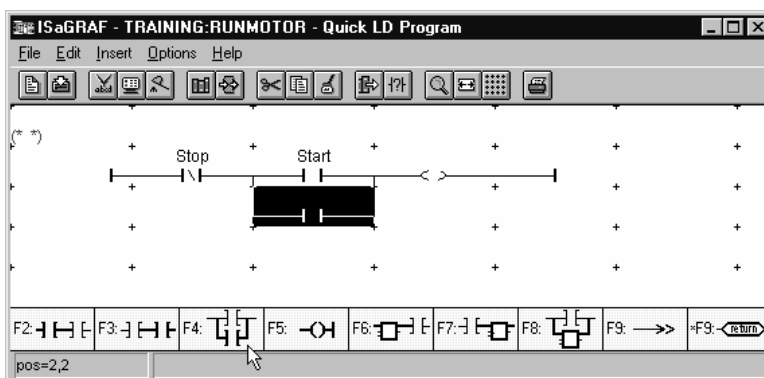 ISaGRAF - TRAINING:RUNMOTOR - Quick LD Program
File Edit Insert Options Help
abcd
(* *)
Stop Start
F2: F3: F4: F5: F6: F7: F8: F9: *F9: return
pos=2,2